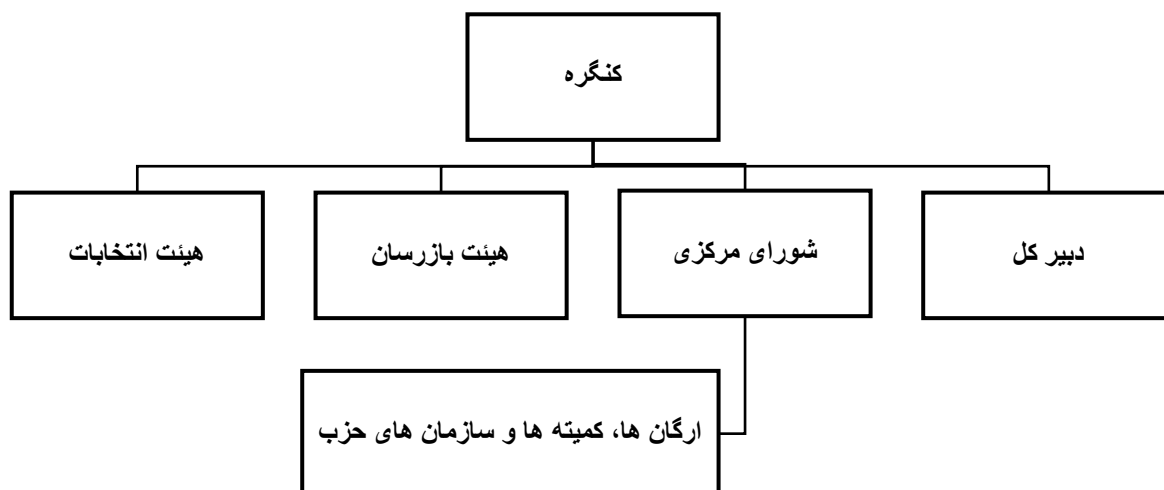 کنگره
دبیر کل
شورای مرکزی
هیئت بازرسان
هیئت انتخابات
ارگان ها، کمیته ها و سازمان های حزب